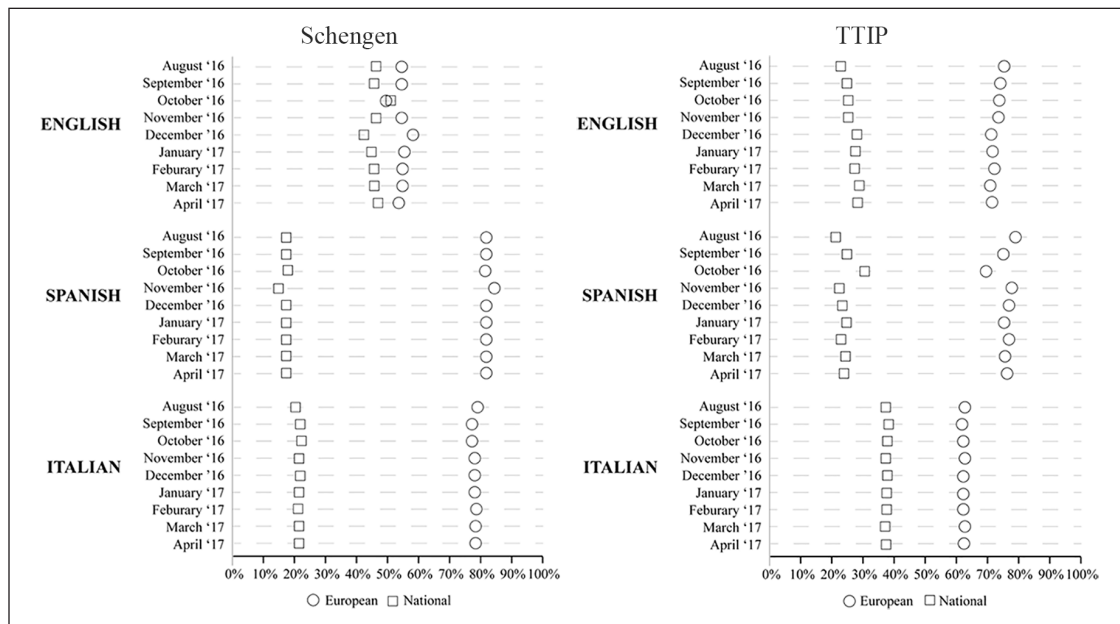 Schengen
ENGLISH
August ‘16
September ‘16
October ‘16
November ‘16
December ’16
January ‘17
Feburary ‘17
March ‘17
April ‘17
SPANISH
August ‘16
September ‘16
October ‘16
November ‘16
December ’16
January ‘17
Feburary ‘17
March ‘17
April ‘17
ITALIAN
August ‘16
September ‘16
October ‘16
November ‘16
December ’16
January ‘17
Feburary ‘17
March ‘17
April ‘17
0% 10% 20% 30% 40% 50% 60% 70% 80% 90% 100%
European National
TTIP
ENGLISH
August ‘16
September ‘16
October ‘16
November ‘16
December ’16
January ‘17
Feburary ‘17
March ‘17
April ‘17
SPANISH
August ‘16
September ‘16
October ‘16
November ‘16
December ’16
January ‘17
Feburary ‘17
March ‘17
April ‘17
ITALIAN
August ‘16
September ‘16
October ‘16
November ‘16
December ’16
January ‘17
Feburary ‘17
March ‘17
April ‘17
0% 10% 20% 30% 40% 50% 60% 70% 80% 90% 100%
European National